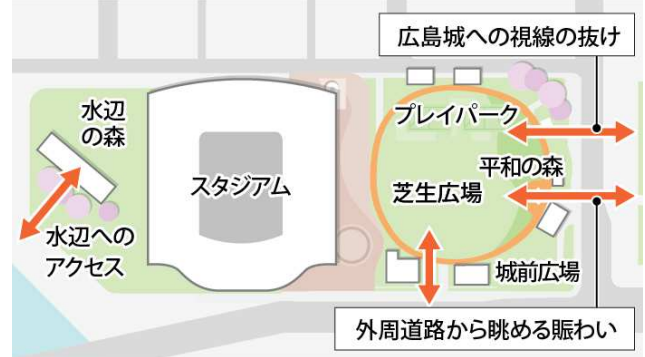 広島城への視線の抜け
水辺
の森
プレイパーク
スタジアム
平和の森
芝生広場
水辺への
アクセス
城前広場
外周道路から眺める賑わい